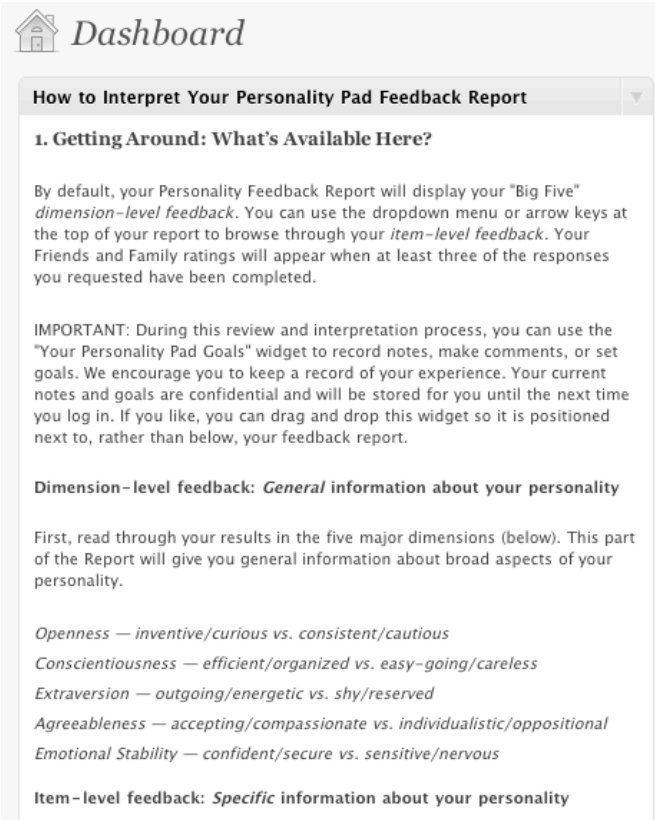 Dashboard
How to Interpret Your Personality Pad Feedback Report
1. Getting Around: What's Available Here?
By default, your Personality Feedback Report will display your "Big Five"
dimension-level feedback. You can use the dropdown menu or arrow keys at
the top of your report to browse through your item-level feedback. Your
Friends and Family ratings will appear when at least three of the responses
you requested have been completed.
IMPORTANT: During this review and interpretation process, you can use the
"Your Personality Pad Goals" widget to record notes, make comments, or set
goals. We encourage you to keep a record of your experience. Your current
notes and goals are confidential and will be stored for you until the next time
you log in. If you like, you can drag and drop this widget so it is positioned
next to, rather than below, your feedback report.
Dimension-level feedback: General information about your personality
First, read through your results in the five major dimensions (below). This part
of the Report will give you general information about broad aspects of your
personality.
Openness — inventive/curious vs. consistent/cautious
Conscientiousness — efficient/organized vs. easy-going/careless
Extraversion — outgoing/energetic vs. shy/reserved
Agreeableness — accepting/compassionate vs. individualistic/oppositional
Emotional Stability — confident/secure vs. sensitive/nervous
Item-level feedback: Specific information about your personality